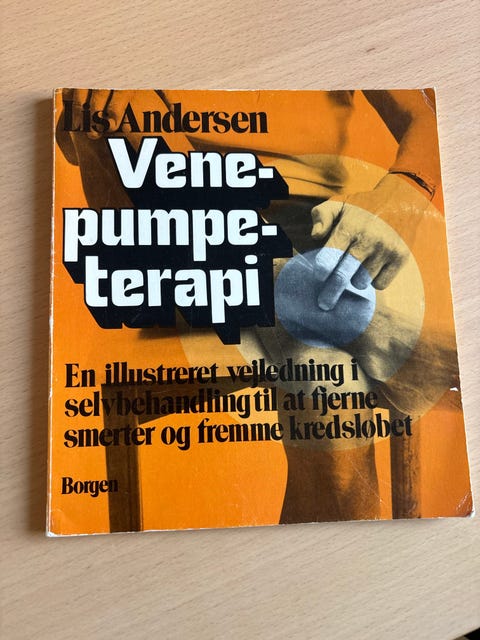 Lis Andersen
Vene-
pumpe-
terapi
En illustreret vejledning i
selvbehandling til at fjerne
smerter og fremme kredsløbet
Borgen